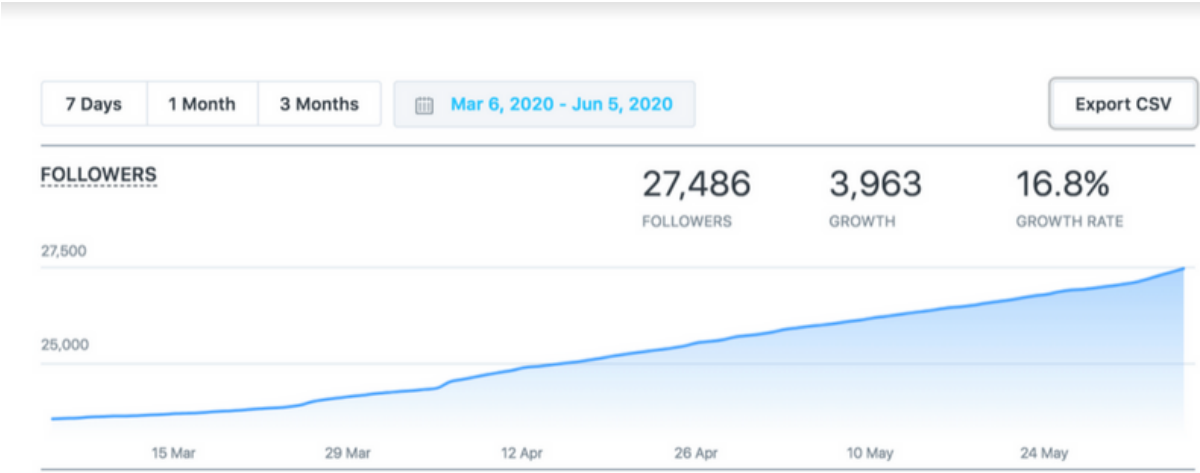 7 Days 1 Month 3 Months Mar 6, 2020 - Jun 5, 2020 Export CSV
FOLLOWERS
27,486 3,963 16.8%
FOLLOWERS GROWTH GROWTH RATE
27,500
25,000
15 Mar 29 Mar 12 Apr 26 Apr 10 May 24 May